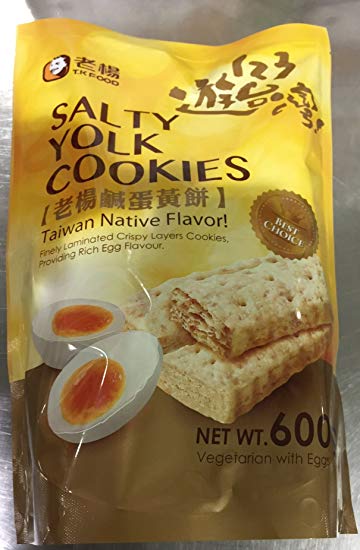 老楊
T.K FOOD
123
遊台灣!
SALTY
YOLK
COOKIES
【老楊鹹蛋黃餅】
Taiwan Native Flavor!
Finely Laminated Crispy Layers Cookies,
Providing Rich Egg Flavour.
BEST
CHOICE
NET WT.600
Vegetarian with Eggs